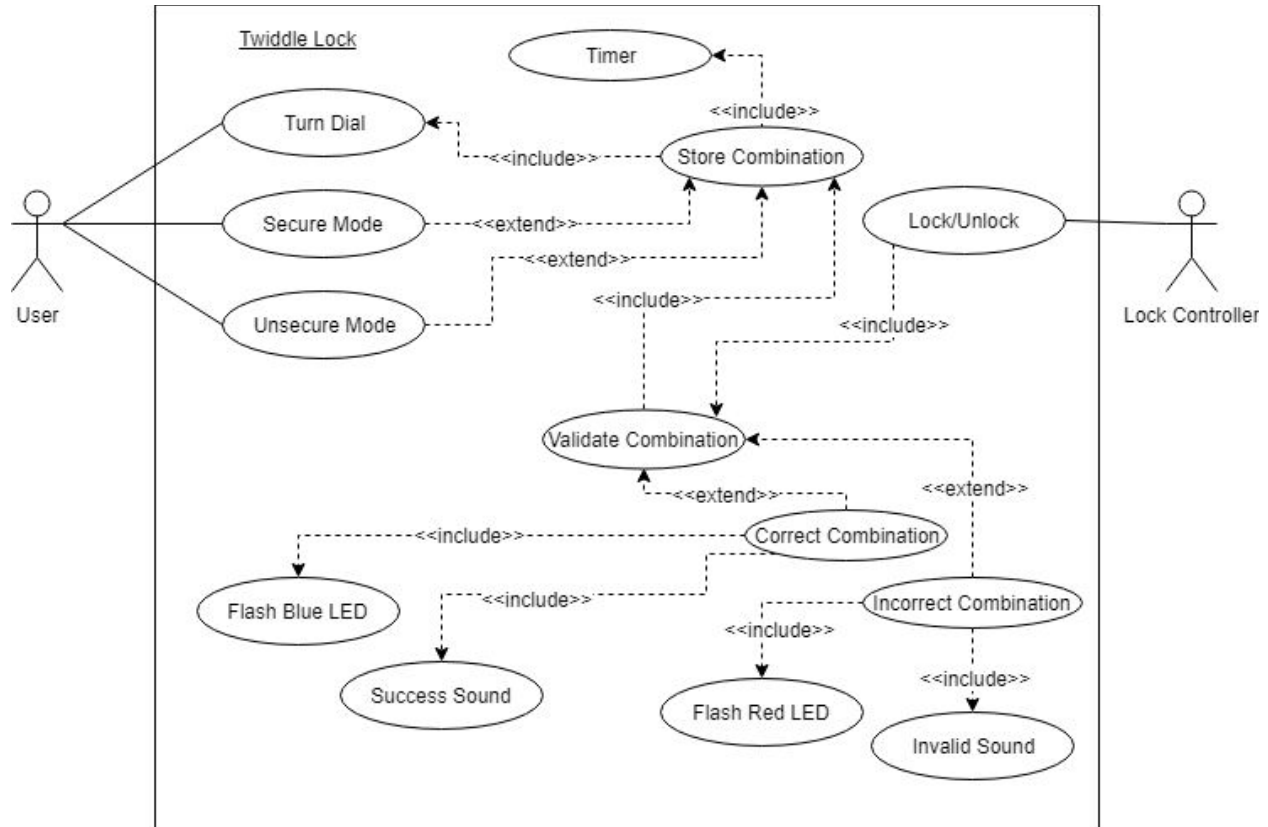 Twiddle Lock
Timer
<<include>>
Turn Dial
<<include>>
Store Combination
Secure Mode
<<extend>>
Lock/Unlock
<<extend>>
<<include>>
User
Unsecure Mode
<<include>>
Lock Controller
Validate Combination
<<extend>>
<<extend>>
<<include>>
Correct Combination
Flash Blue LED
<<include>>
Incorrect Combination
<<include>>
Success Sound
<<include>>
Flash Red LED
Invalid Sound